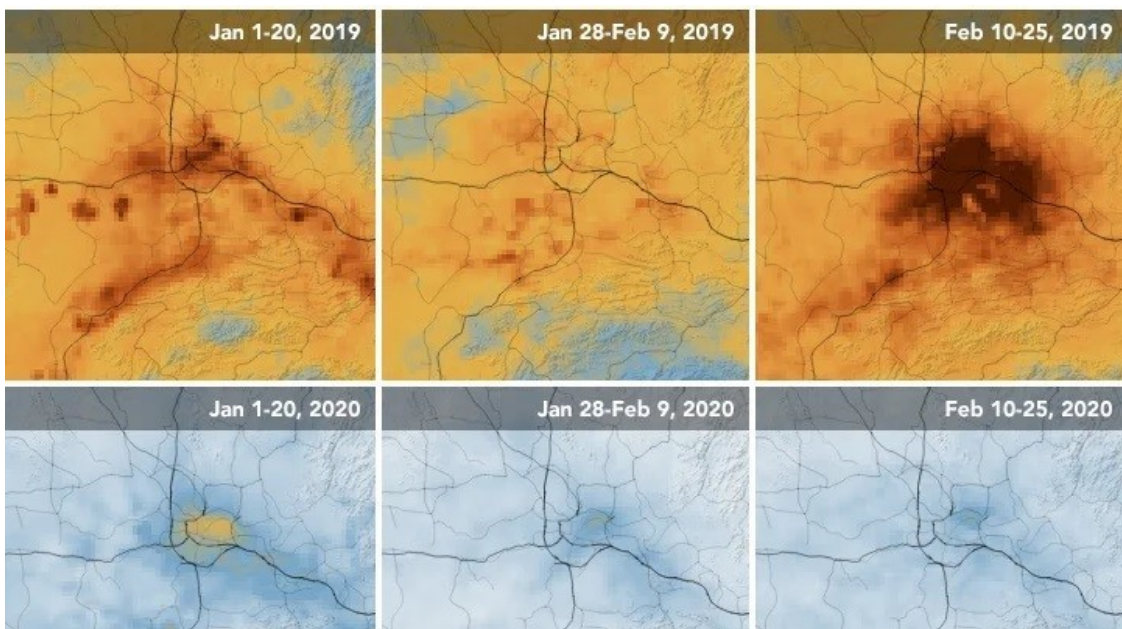 Jan 1-20, 2019
Jan 28-Feb 9, 2019
Feb 10-25, 2019
Jan 1-20, 2020
Jan 28-Feb 9, 2020
Feb 10-25, 2020